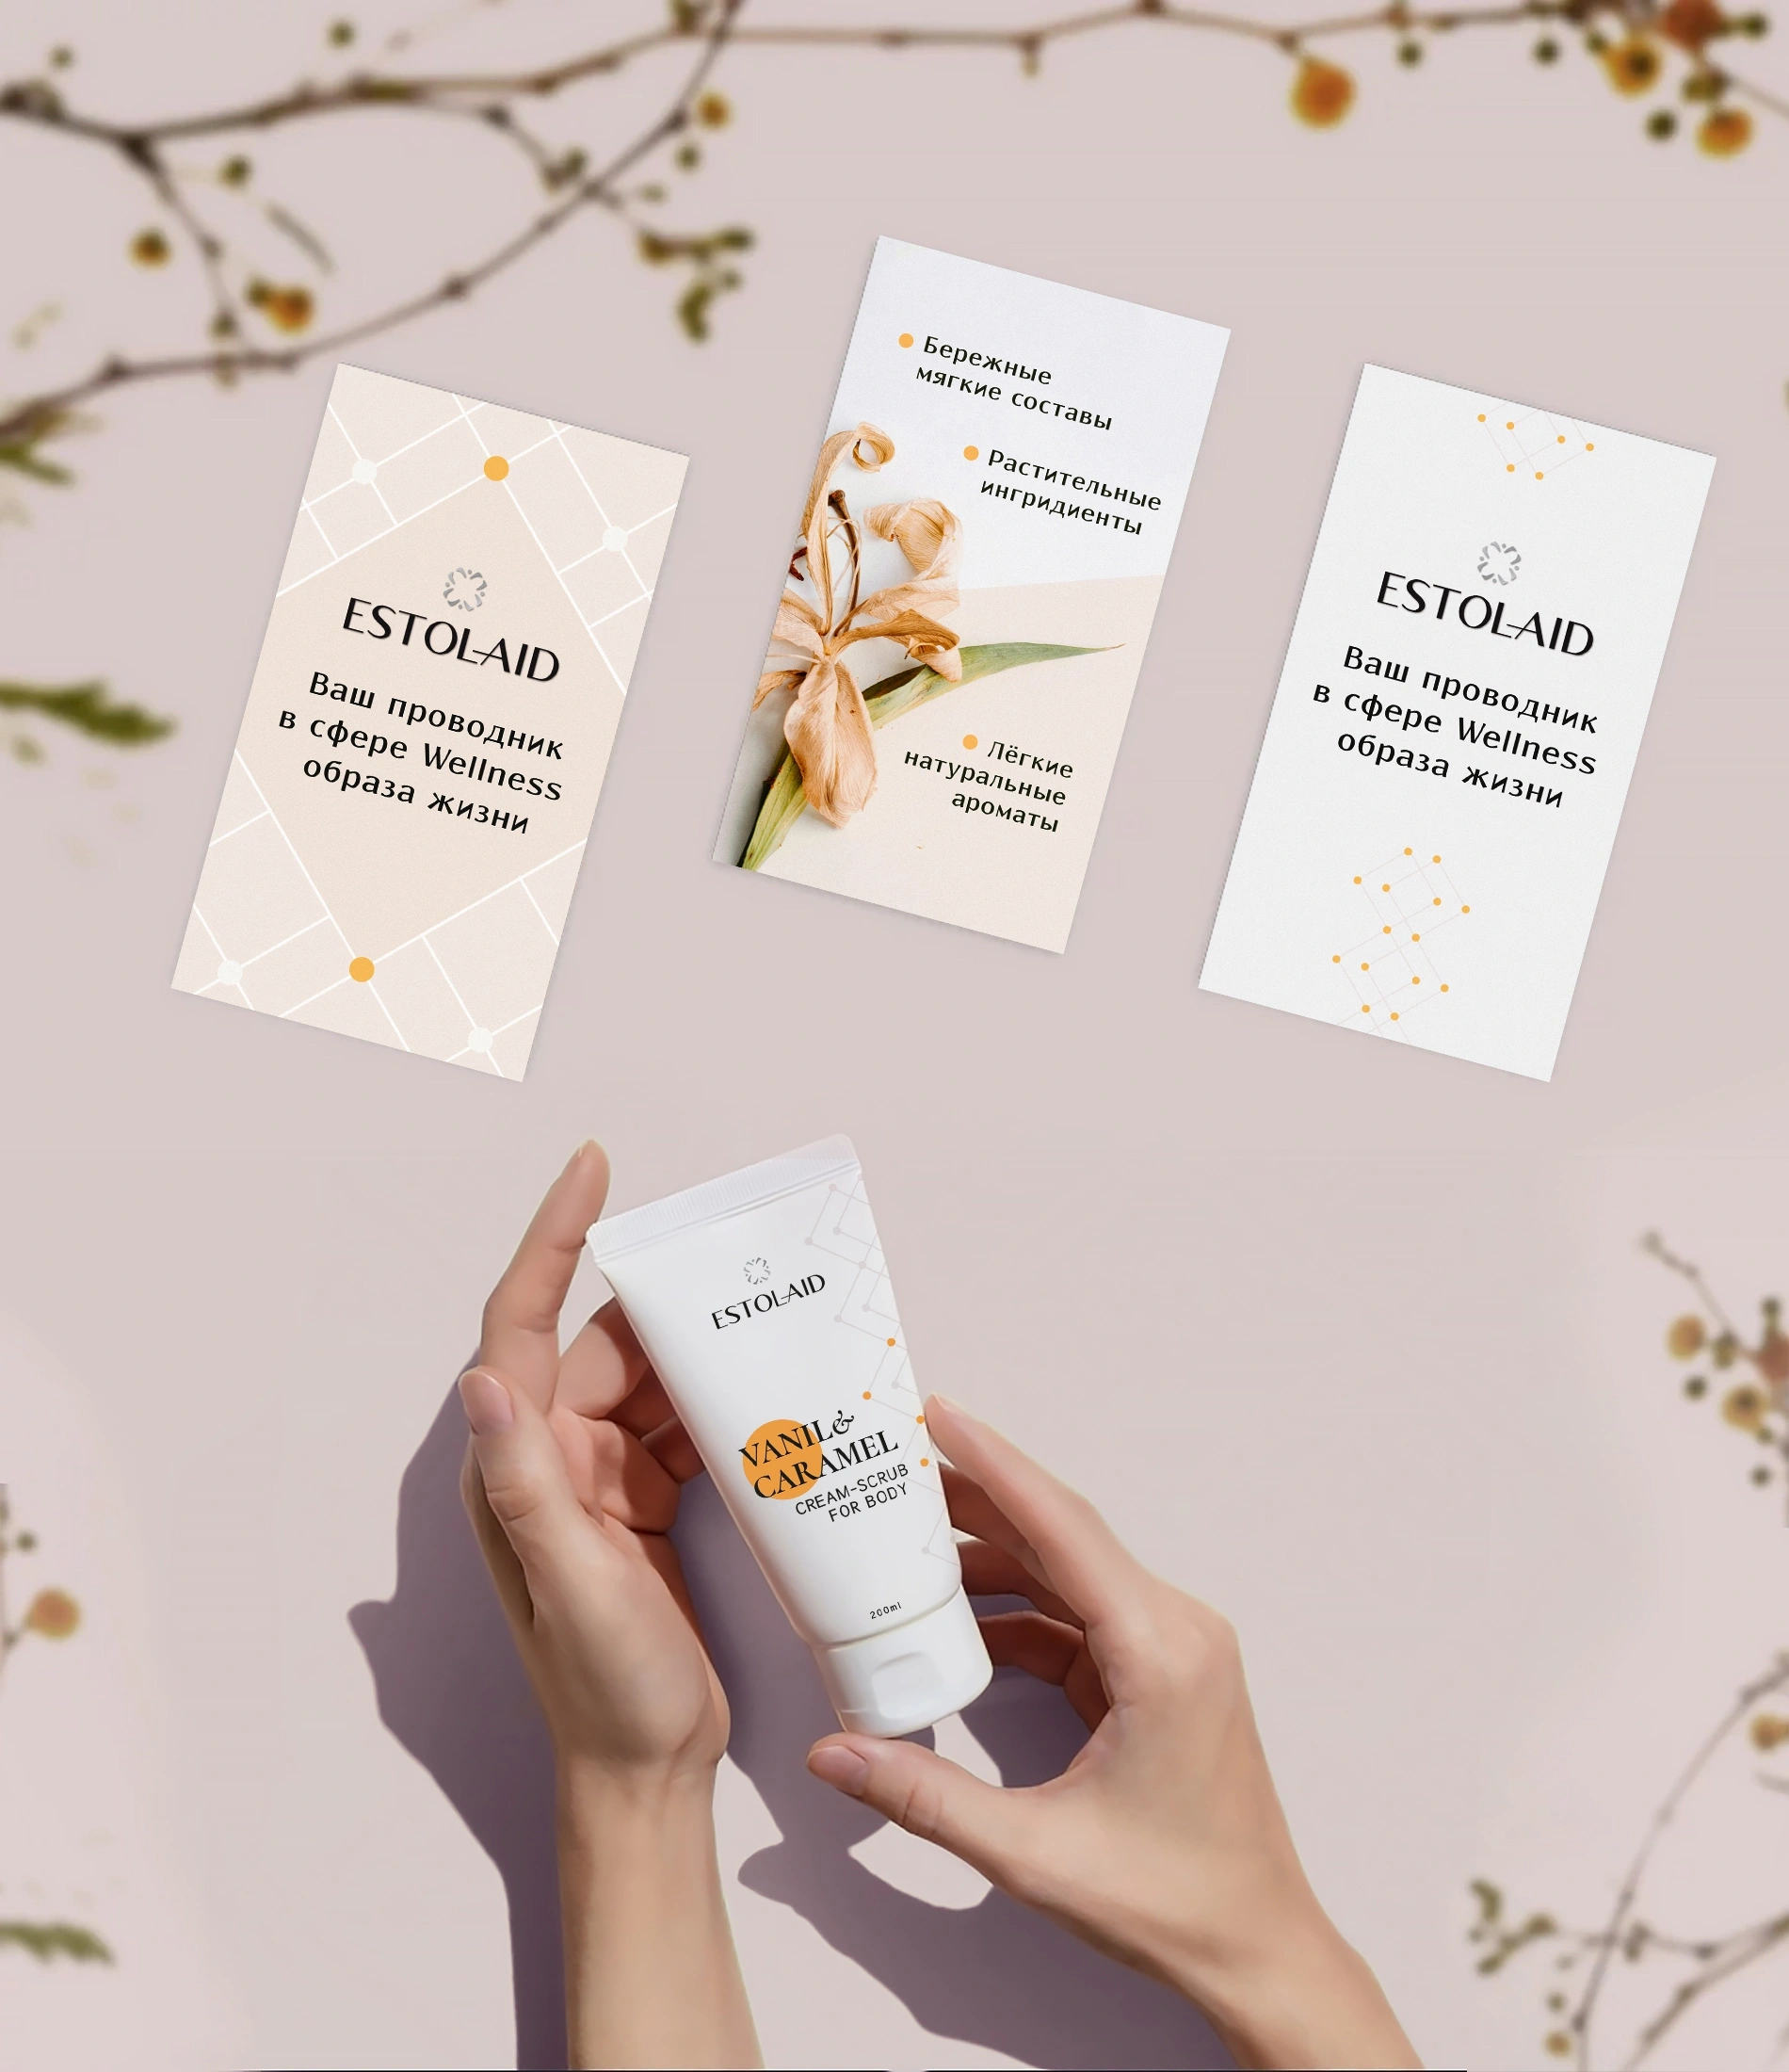 ESTOLAID
Ваш проводник
в сфере Wellness
образа жизни
Бережные
мягкие составы
Растительные
ингридиенты
Лёгкие
натуральные
ароматы
ESTOLAID
Ваш проводник
в сфере Wellness
образа жизни
ESTOLAID
VANIL&
CARAMEL
CREAM-SCRUB
FOR BODY
200ml